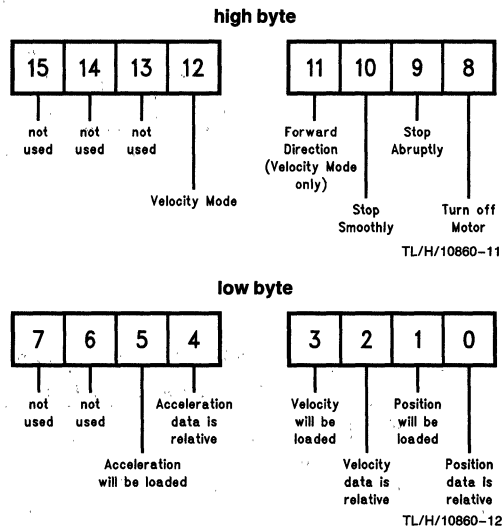 high byte
15 14 13 12 11 10 9 8
not used
not used
not used
Velocity Mode
Forward Direction (Velocity Mode only)
Stop Smoothly
Stop Abruptly
Turn off Motor
TL/H/10860–11
low byte
7 6 5 4 3 2 1 0
not used
not used
Acceleration will be loaded
Acceleration data is relative
Velocity will be loaded
Velocity data is relative
Position will be loaded
Position data is relative
TL/H/10860–12